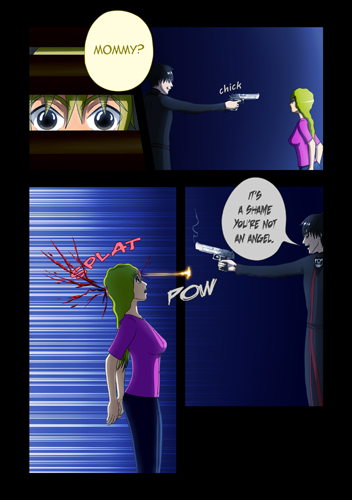 MOMMY?
chick
SPLAT
POW
IT'S
A SHAME
YOU'RE NOT
AN ANGEL.